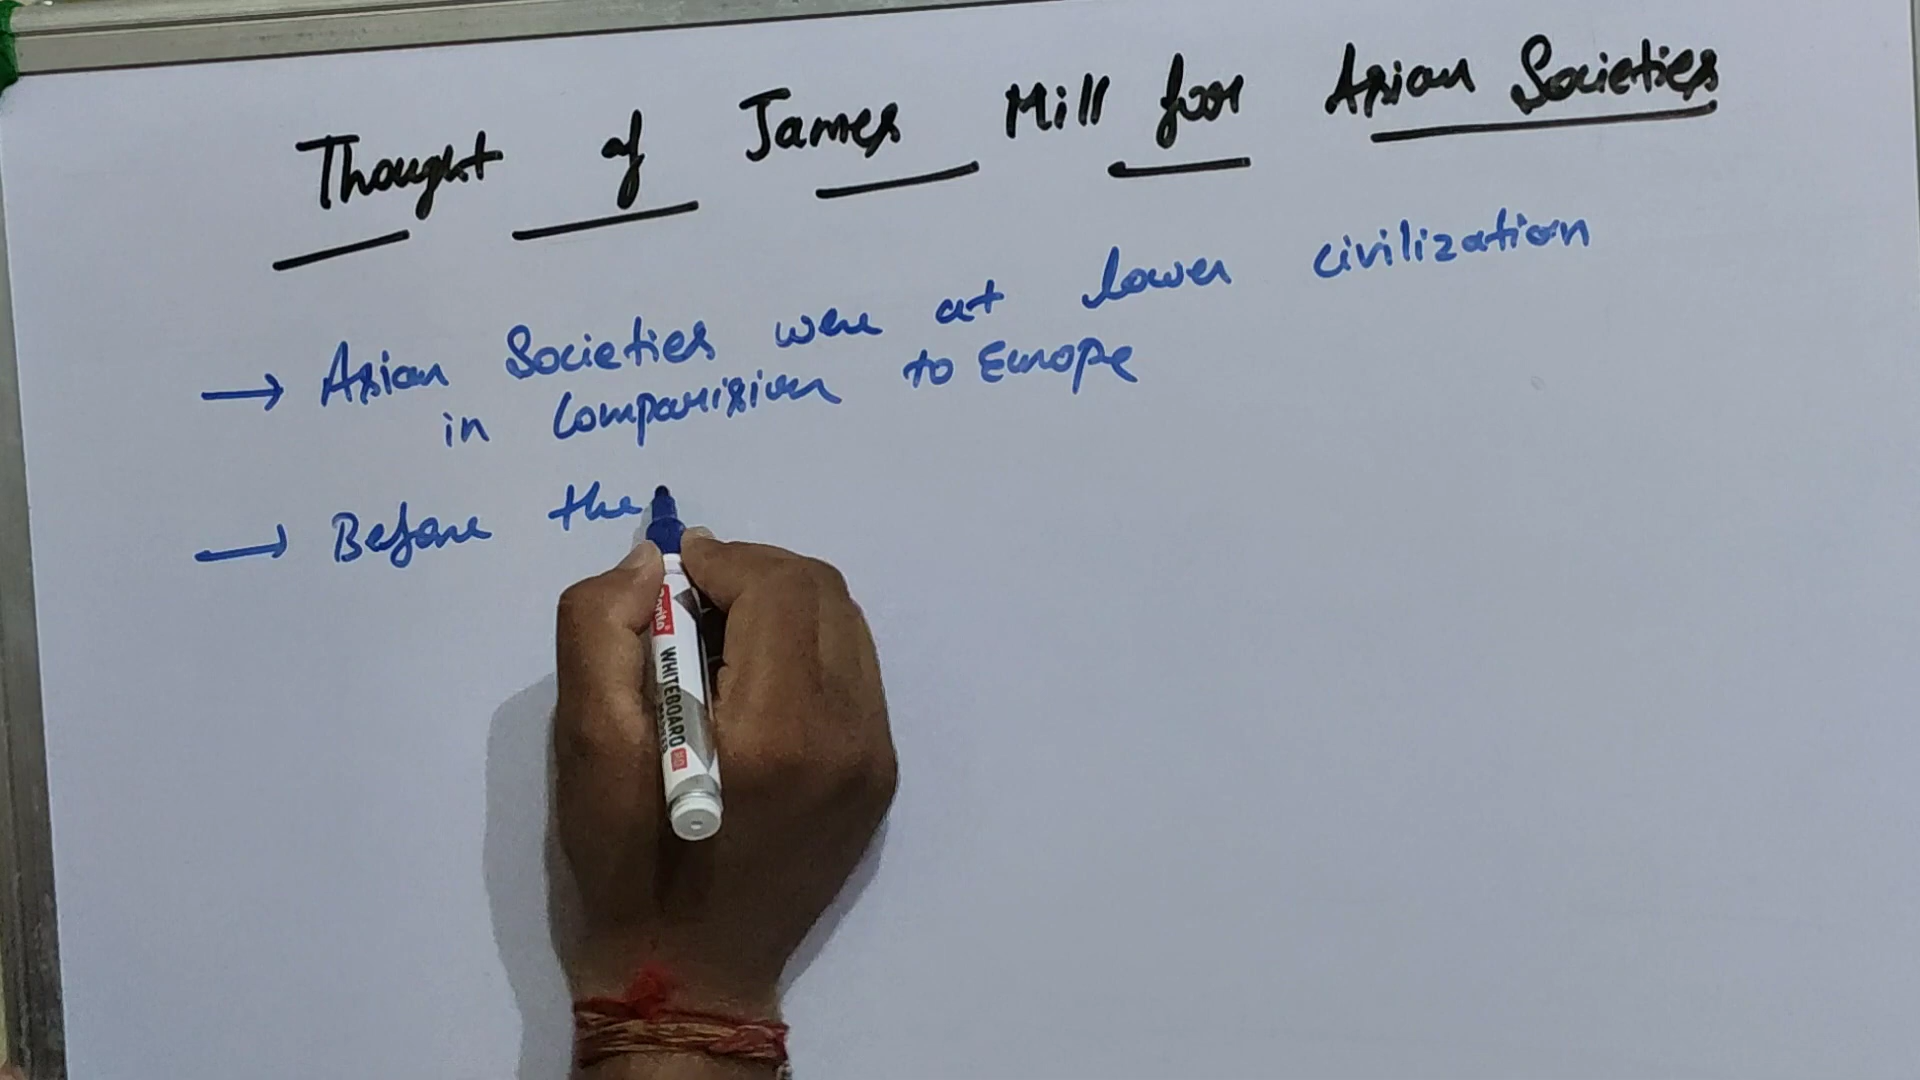 Thought of James Mill for Asian Societies
→ Asian Societies were at lower civilization
in Comparision to Europe
→ Before the
WHITEBOARD